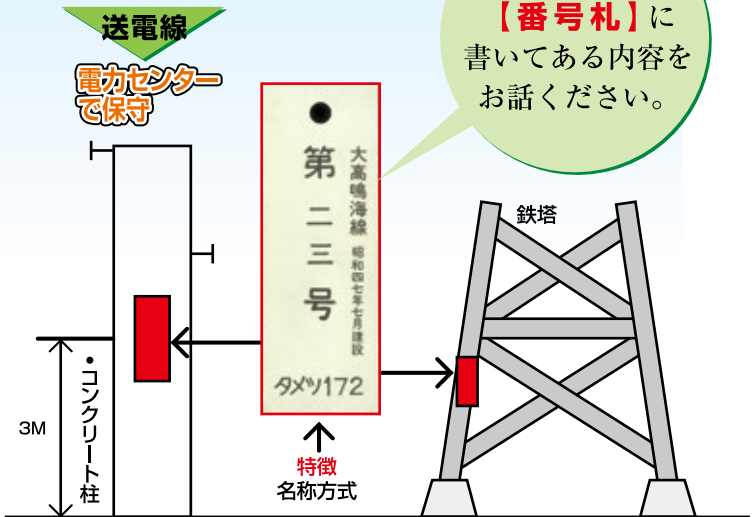 【番号札】に
書いてある内容を
お話ください。
送電線
電力センター
で保守
大高鳴海線 昭和四七年七月建設
第二三号
タメツ172
鉄塔
・コンクリート柱
3M
特徴
名称方式